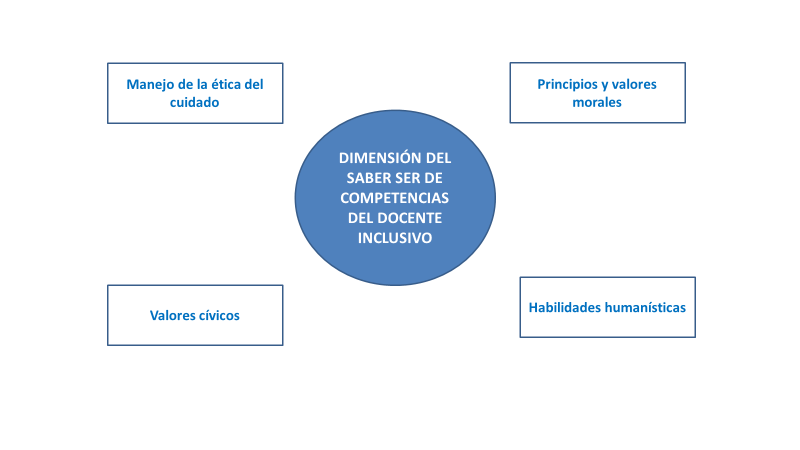 Manejo de la ética del
cuidado
Principios y valores
morales
DIMENSIÓN DEL
SABER SER DE
COMPETENCIAS
DEL DOCENTE
INCLUSIVO
Valores cívicos
Habilidades humanísticas